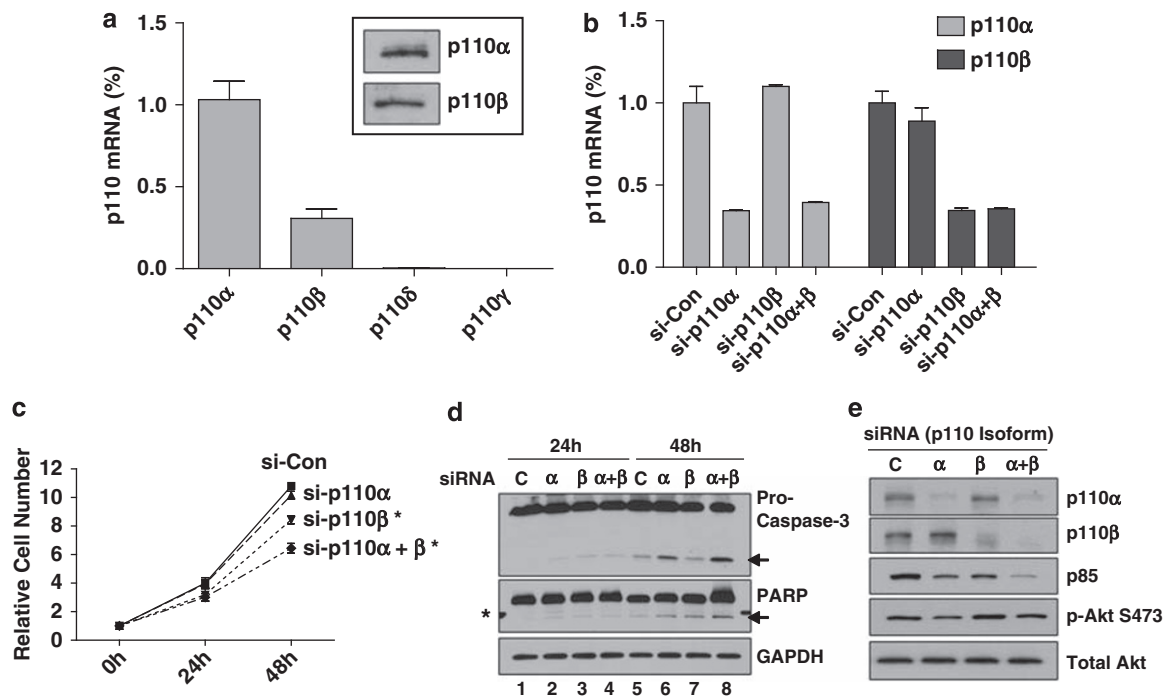 a
p110 mRNA (%)
1.5
1.0
0.5
0.0
p110α
p110β
p110δ
p110γ
p110α
p110β
b
p110 mRNA (%)
1.5
1.0
0.5
0.0
p110α
p110β
si-Con
si-p110α
si-p110β
si-p110α+β
si-Con
si-p110α
si-p110β
si-p110α+β
c
Relative Cell Number
12
10
8
6
4
2
0
0h
24h
48h
si-Con
si-p110α
si-p110β *
si-p110α + β *
d
24h 48h
siRNA C α β α+β C α β α+β
Pro-
Caspase-3
PARP
*
GAPDH
1 2 3 4 5 6 7 8
e
siRNA (p110 Isoform)
C α β α+β
p110α
p110β
p85
p-Akt S473
Total Akt